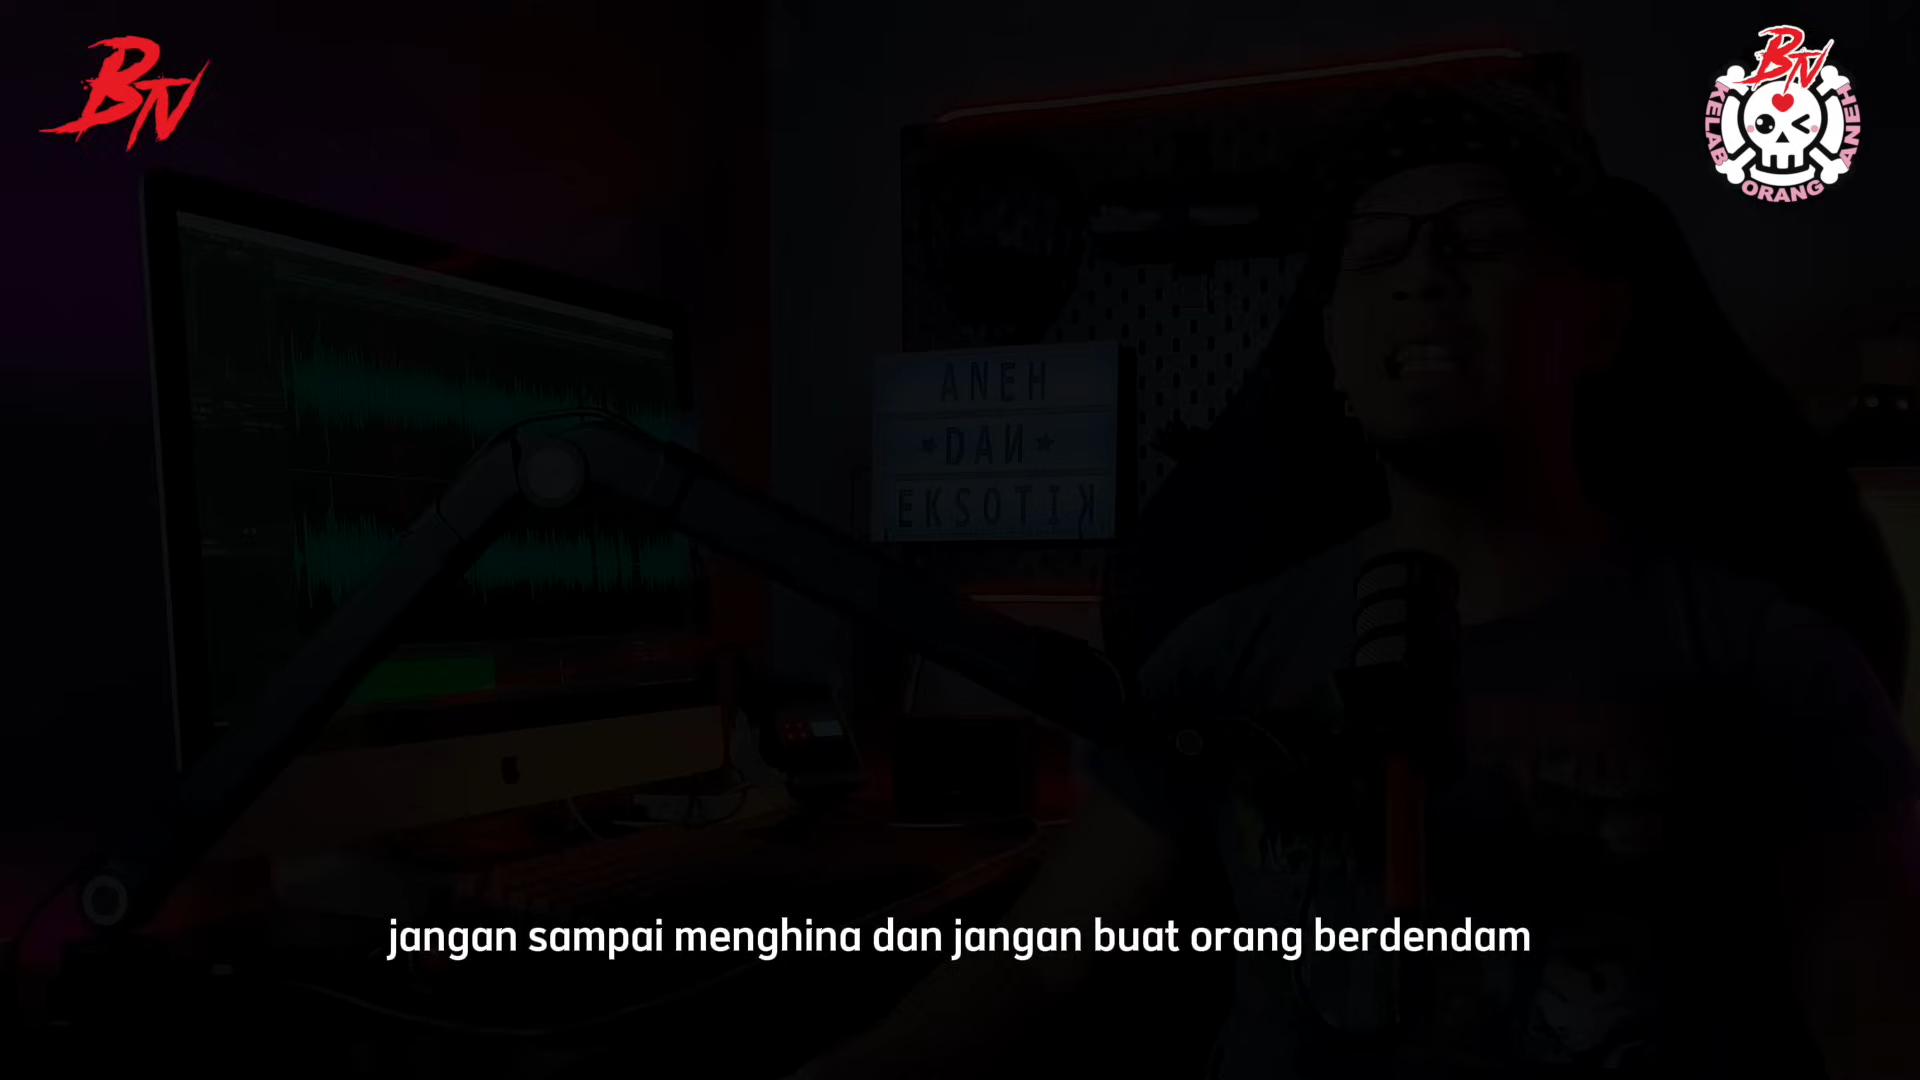 BN
BN
KELAB ORANG ANEH
ANEH
DAN
EKSOTIK
jangan sampai menghina dan jangan buat orang berdendam